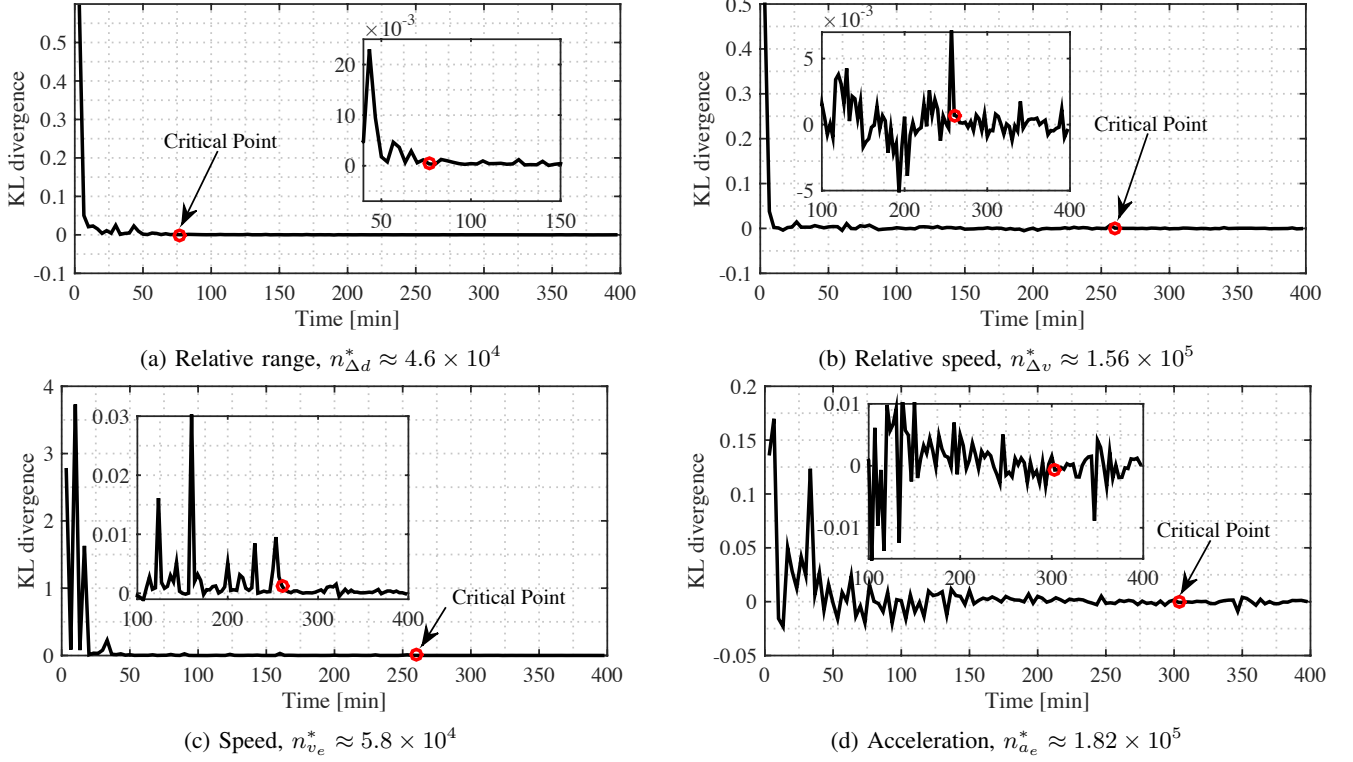 KL divergence
0.5
0.4
0.3
0.2
0.1
0
-0.1
×10⁻³
20
10
0
50 100 150
Critical Point
0 50 100 150 200 250 300 350 400
Time [min]
(a) Relative range, n*_{Δd} ≈ 4.6 × 10⁴
KL divergence
0.5
0.4
0.3
0.2
0.1
0
-0.1
×10⁻³
5
0
-5
100 200 300 400
Critical Point
0 50 100 150 200 250 300 350 400
Time [min]
(b) Relative speed, n*_{Δv} ≈ 1.56 × 10⁵
KL divergence
4
3
2
1
0
0.03
0.02
0.01
0
100 200 300 400
Critical Point
0 50 100 150 200 250 300 350 400
Time [min]
(c) Speed, n*_{v_e} ≈ 5.8 × 10⁴
KL divergence
0.2
0.15
0.1
0.05
0
-0.05
0.01
0
-0.01
100 200 300 400
Critical Point
0 50 100 150 200 250 300 350 400
Time [min]
(d) Acceleration, n*_{a_e} ≈ 1.82 × 10⁵